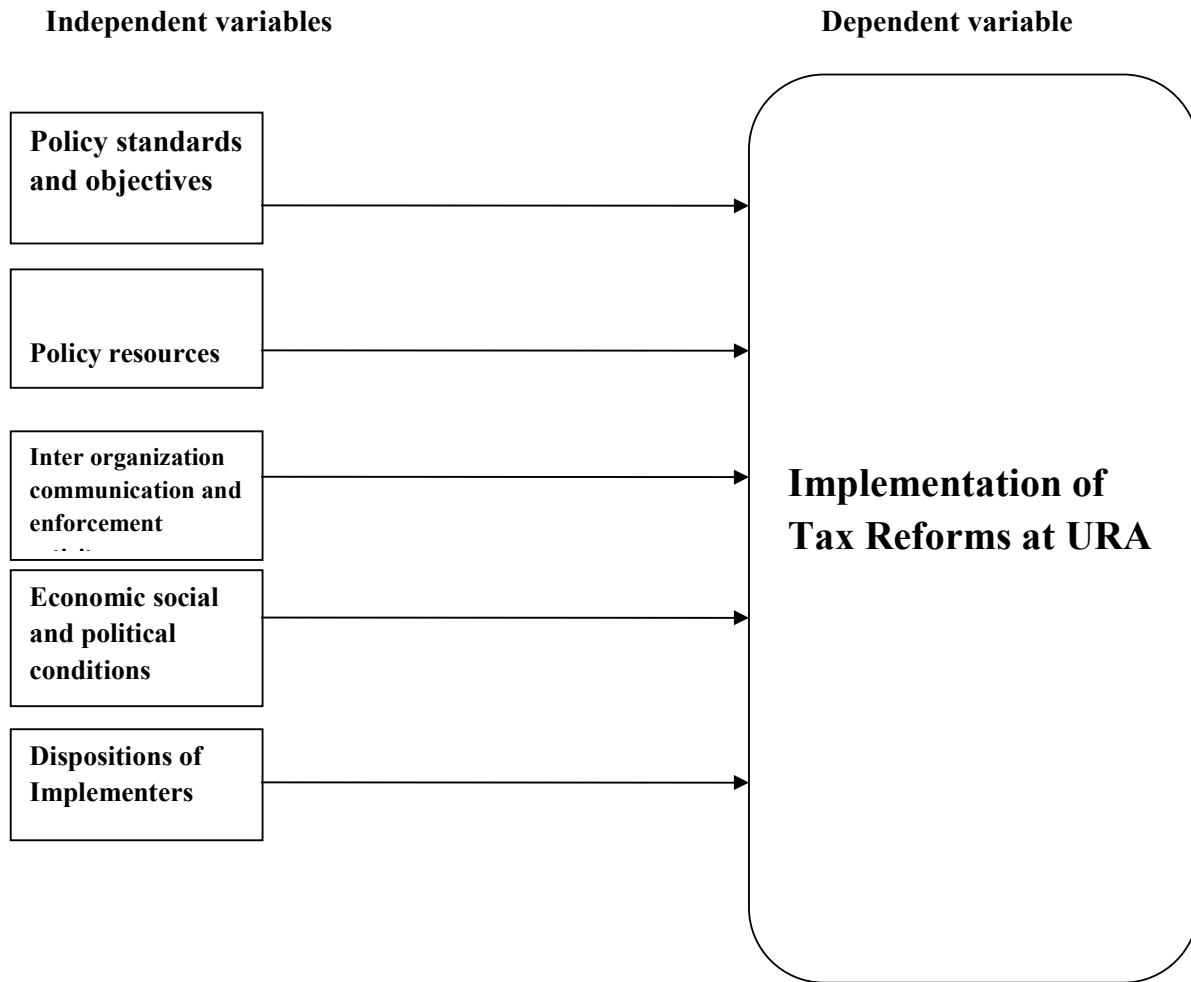 Independent variables
Dependent variable
Policy standards
and objectives
Policy resources
Inter organization
communication and
enforcement
Economic social
and political
conditions
Dispositions of
Implementers
Implementation of
Tax Reforms at URA